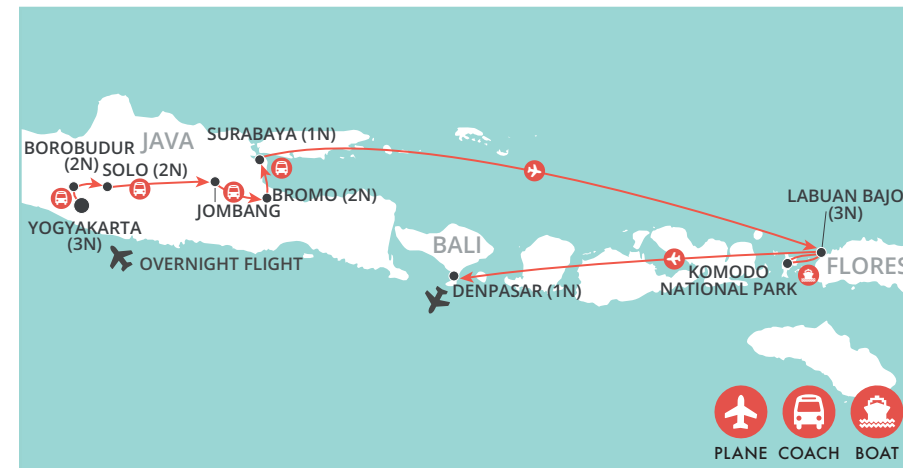 JAVA
SURABAYA (1N)
BOROBUDUR
(2N)
SOLO (2N)
JOMBANG
BROMO (2N)
YOGYAKARTA
(3N)
OVERNIGHT FLIGHT
BALI
DENPASAR (1N)
LABUAN BAJO
(3N)
KOMODO
NATIONAL PARK
FLORES
PLANE
COACH
BOAT